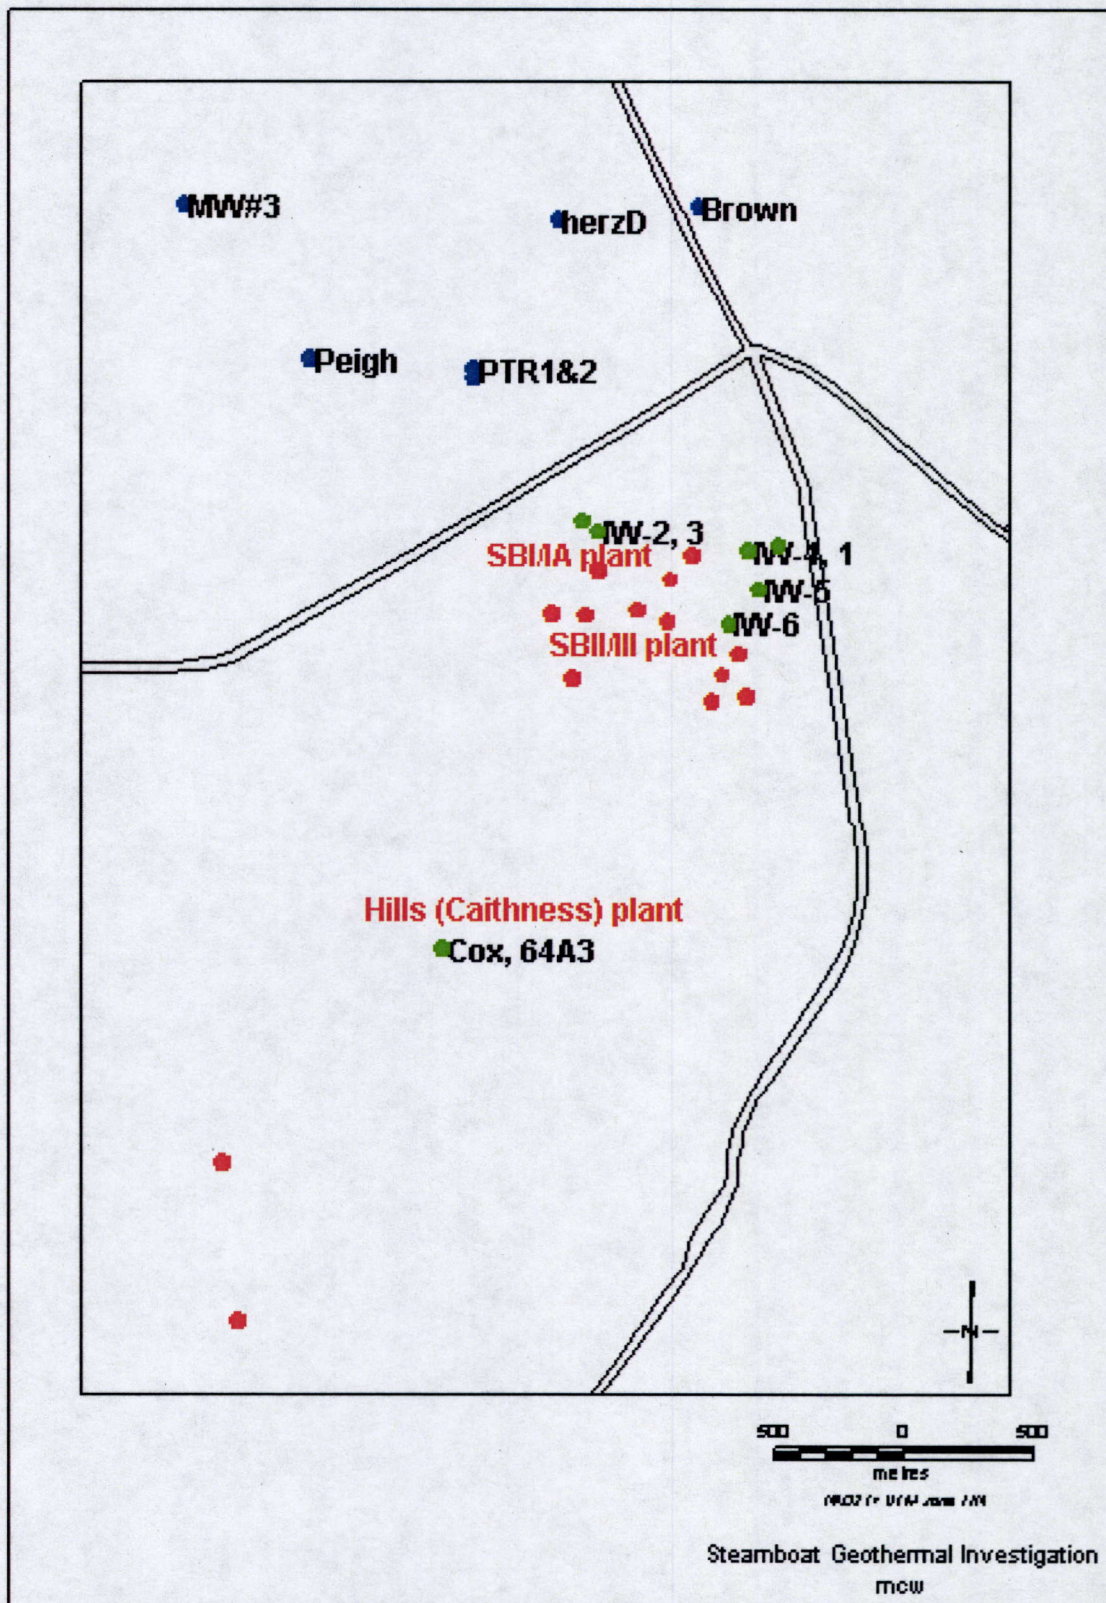 MW#3
herzD
Brown
Peigh
PTR1&2
IW-2, 3
SBI/IA plant
IW-4, 1
IW-5
IW-6
SBII/III plant
Hills (Caithness) plant
Cox, 64A3
N
500 0 500
metres
Steamboat Geothermal Investigation
mcw